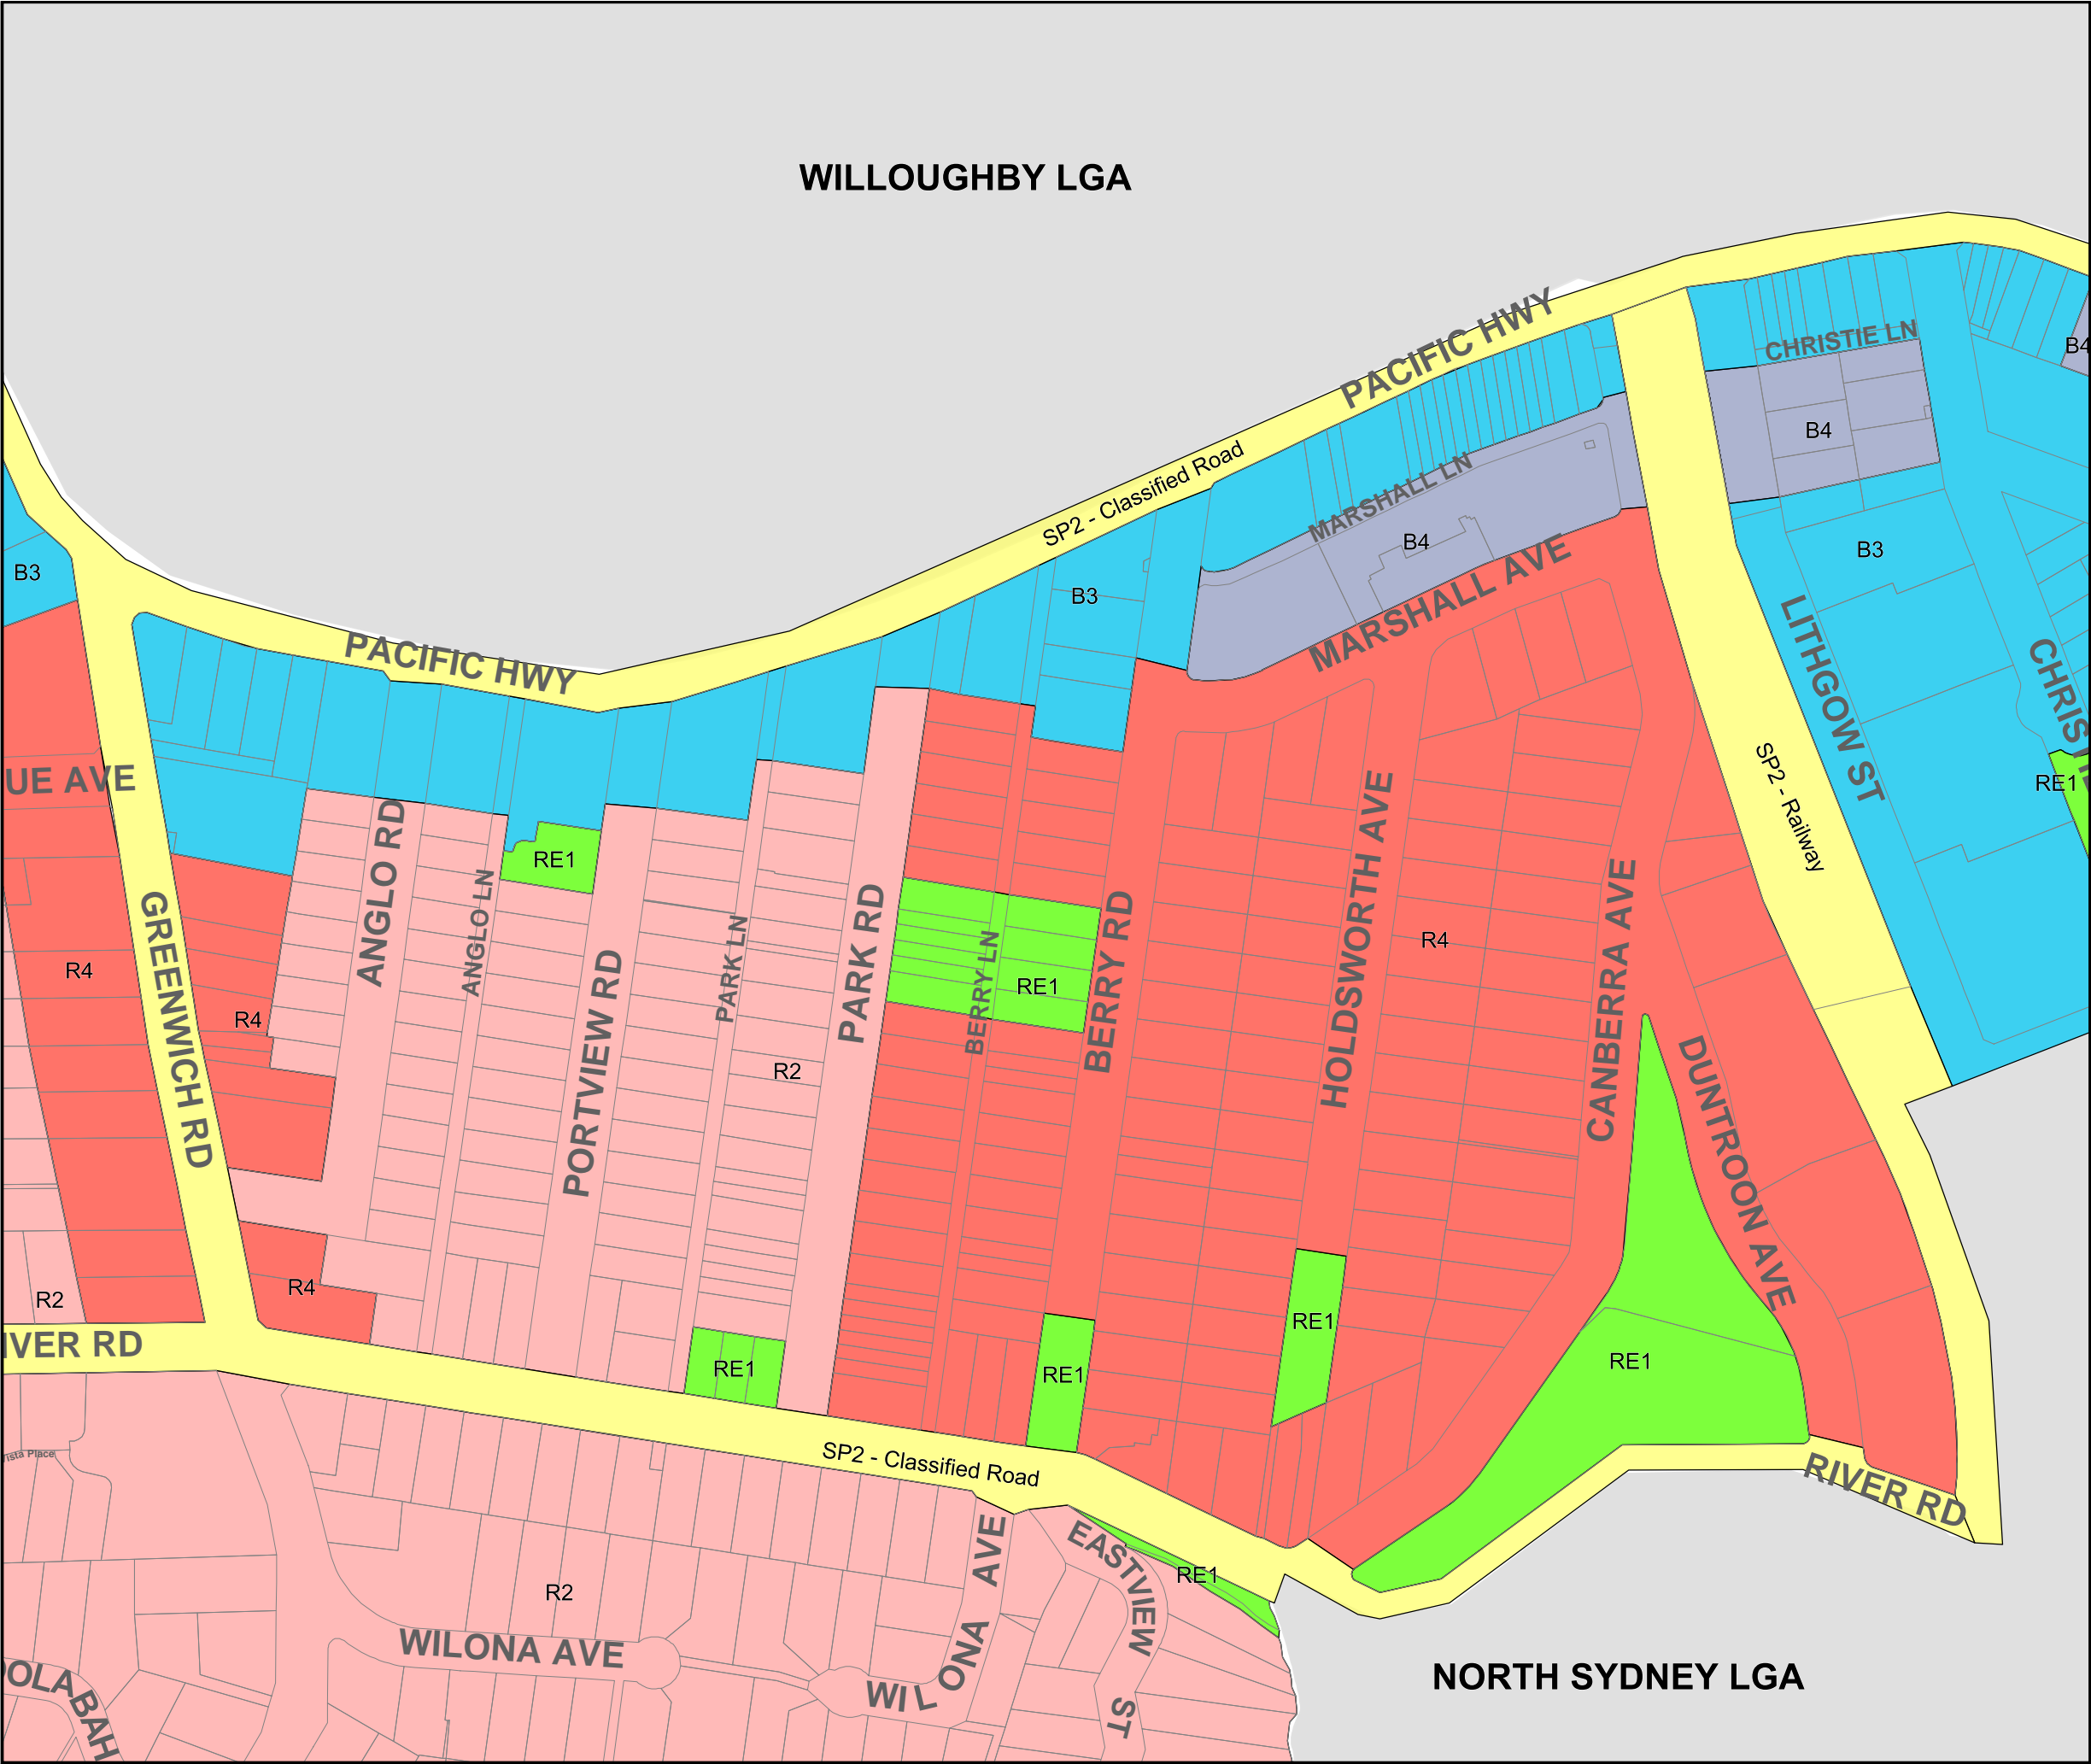 WILLOUGHBY LGA
PACIFIC HWY
CHRISTIE LN
B4
B4
SP2 - Classified Road
MARSHALL LN
B4
B3
MARSHALL AVE
B3
B3
PACIFIC HWY
LITHGOW ST
CHRISTIE
RE1
SP2 - Railway
UE AVE
ANGLO RD
RE1
ANGLO LN
GREENWICH RD
R4
R4
PORTVIEW RD
PARK LN
PARK RD
R2
BERRY LN
RE1
BERRY RD
HOLDSWORTH AVE
R4
CANBERRA AVE
DUNTROON AVE
R2
R4
IVER RD
RE1
RE1
RE1
RE1
SP2 - Classified Road
RIVER RD
ista Place
R2
WILONA AVE
WILONA AVE
EASTVIEW ST
RE1
OOLABAH
NORTH SYDNEY LGA